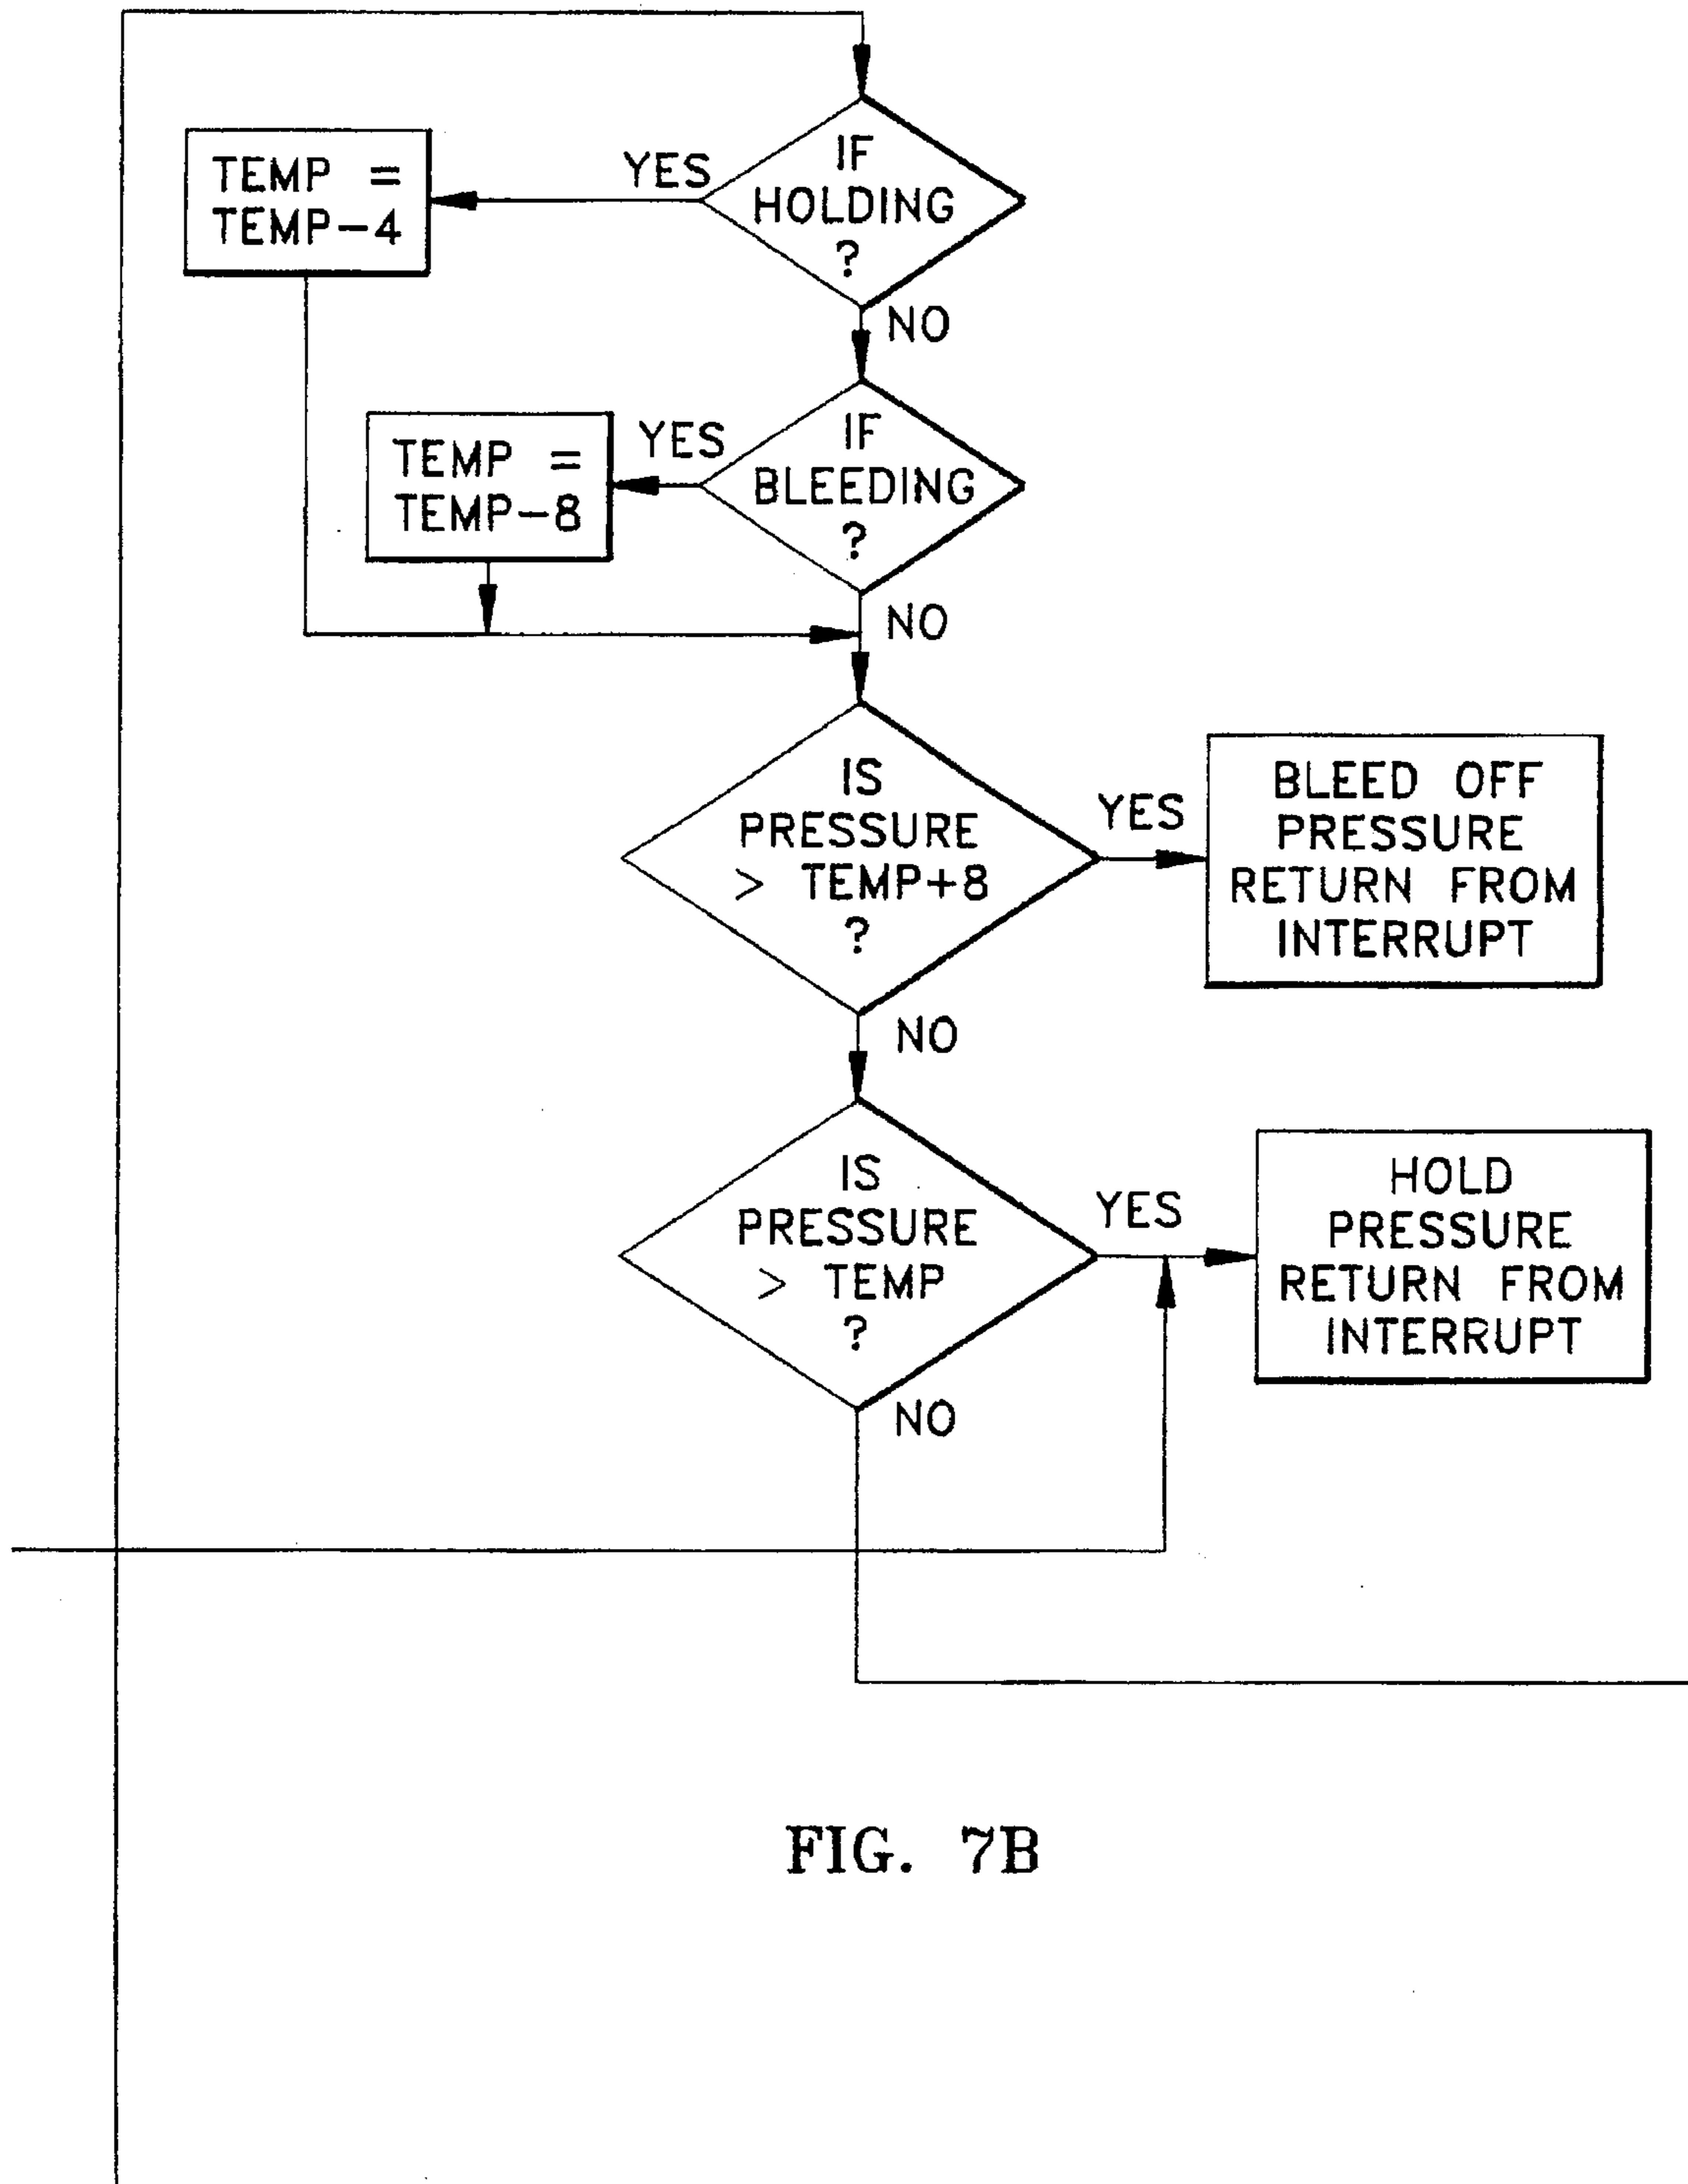 IF
HOLDING
?
YES
TEMP =
TEMP-4
NO
IF
BLEEDING
?
YES
TEMP =
TEMP-8
NO
IS
PRESSURE
> TEMP+8
?
YES
BLEED OFF
PRESSURE
RETURN FROM
INTERRUPT
NO
IS
PRESSURE
> TEMP
?
YES
HOLD
PRESSURE
RETURN FROM
INTERRUPT
NO
FIG. 7B